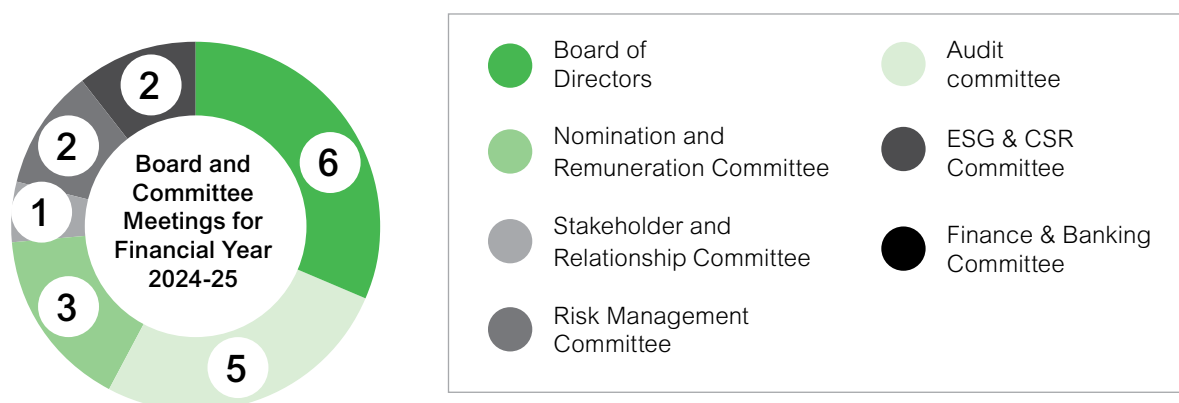 2
6
2
1
3
5
Board and
Committee
Meetings for
Financial Year
2024-25
Board of
Directors
Nomination and
Remuneration Committee
Stakeholder and
Relationship Committee
Risk Management
Committee
Audit
committee
ESG & CSR
Committee
Finance & Banking
Committee